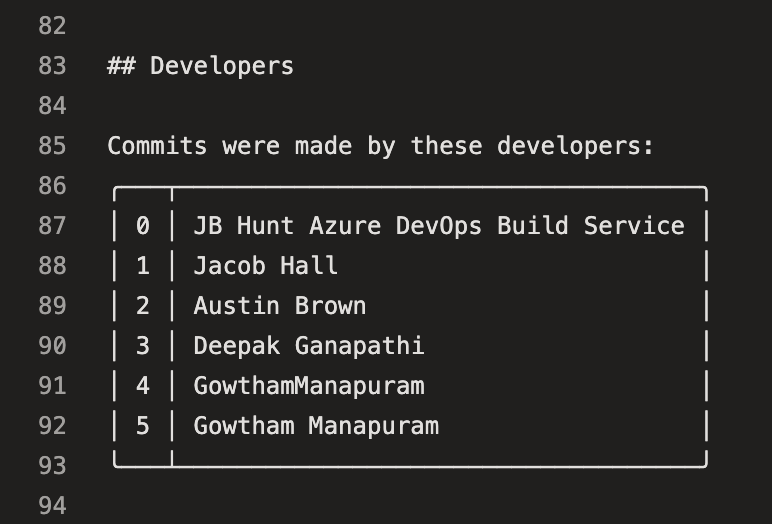 82
83 ## Developers
84
85 Commits were made by these developers:
86 ╭───┬─────────────────────────────────────╮
87 │ 0 │ JB Hunt Azure DevOps Build Service │
88 │ 1 │ Jacob Hall │
89 │ 2 │ Austin Brown │
90 │ 3 │ Deepak Ganapathi │
91 │ 4 │ GowthamManapuram │
92 │ 5 │ Gowtham Manapuram │
93 ╰───┴─────────────────────────────────────╯
94